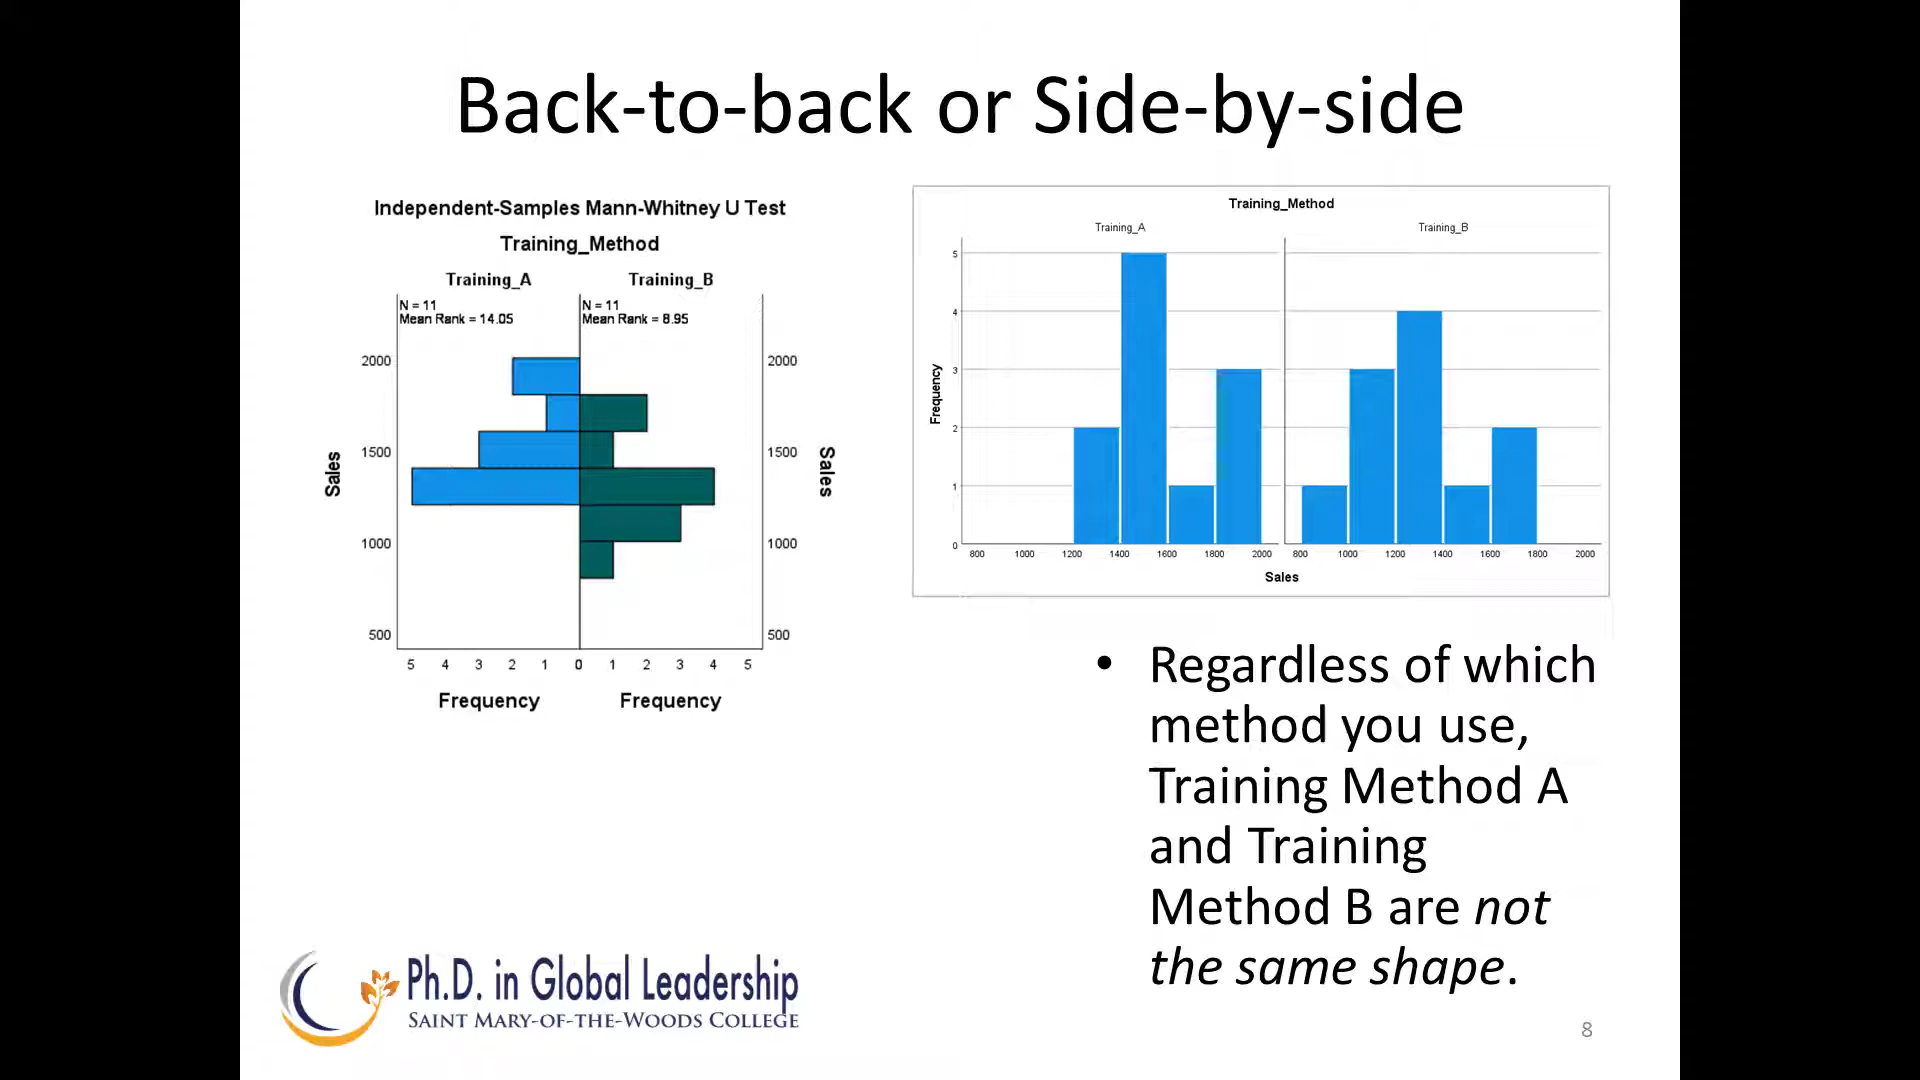 Back-to-back or Side-by-side
Independent-Samples Mann-Whitney U Test
Training_Method
Training_A Training_B
N = 11 N = 11
Mean Rank = 14.05 Mean Rank = 8.95
2000 2000
1500 1500
1000 1000
500 500
Sales Sales
5 4 3 2 1 0 1 2 3 4 5
Frequency Frequency
Training_Method
Training_A Training_B
5
4
3
2
1
0
Frequency
800 1000 1200 1400 1600 1800 2000 800 1000 1200 1400 1600 1800 2000
Sales
• Regardless of which
method you use,
Training Method A
and Training
Method B are not
the same shape.
Ph.D. in Global Leadership
SAINT MARY-OF-THE-WOODS COLLEGE
8